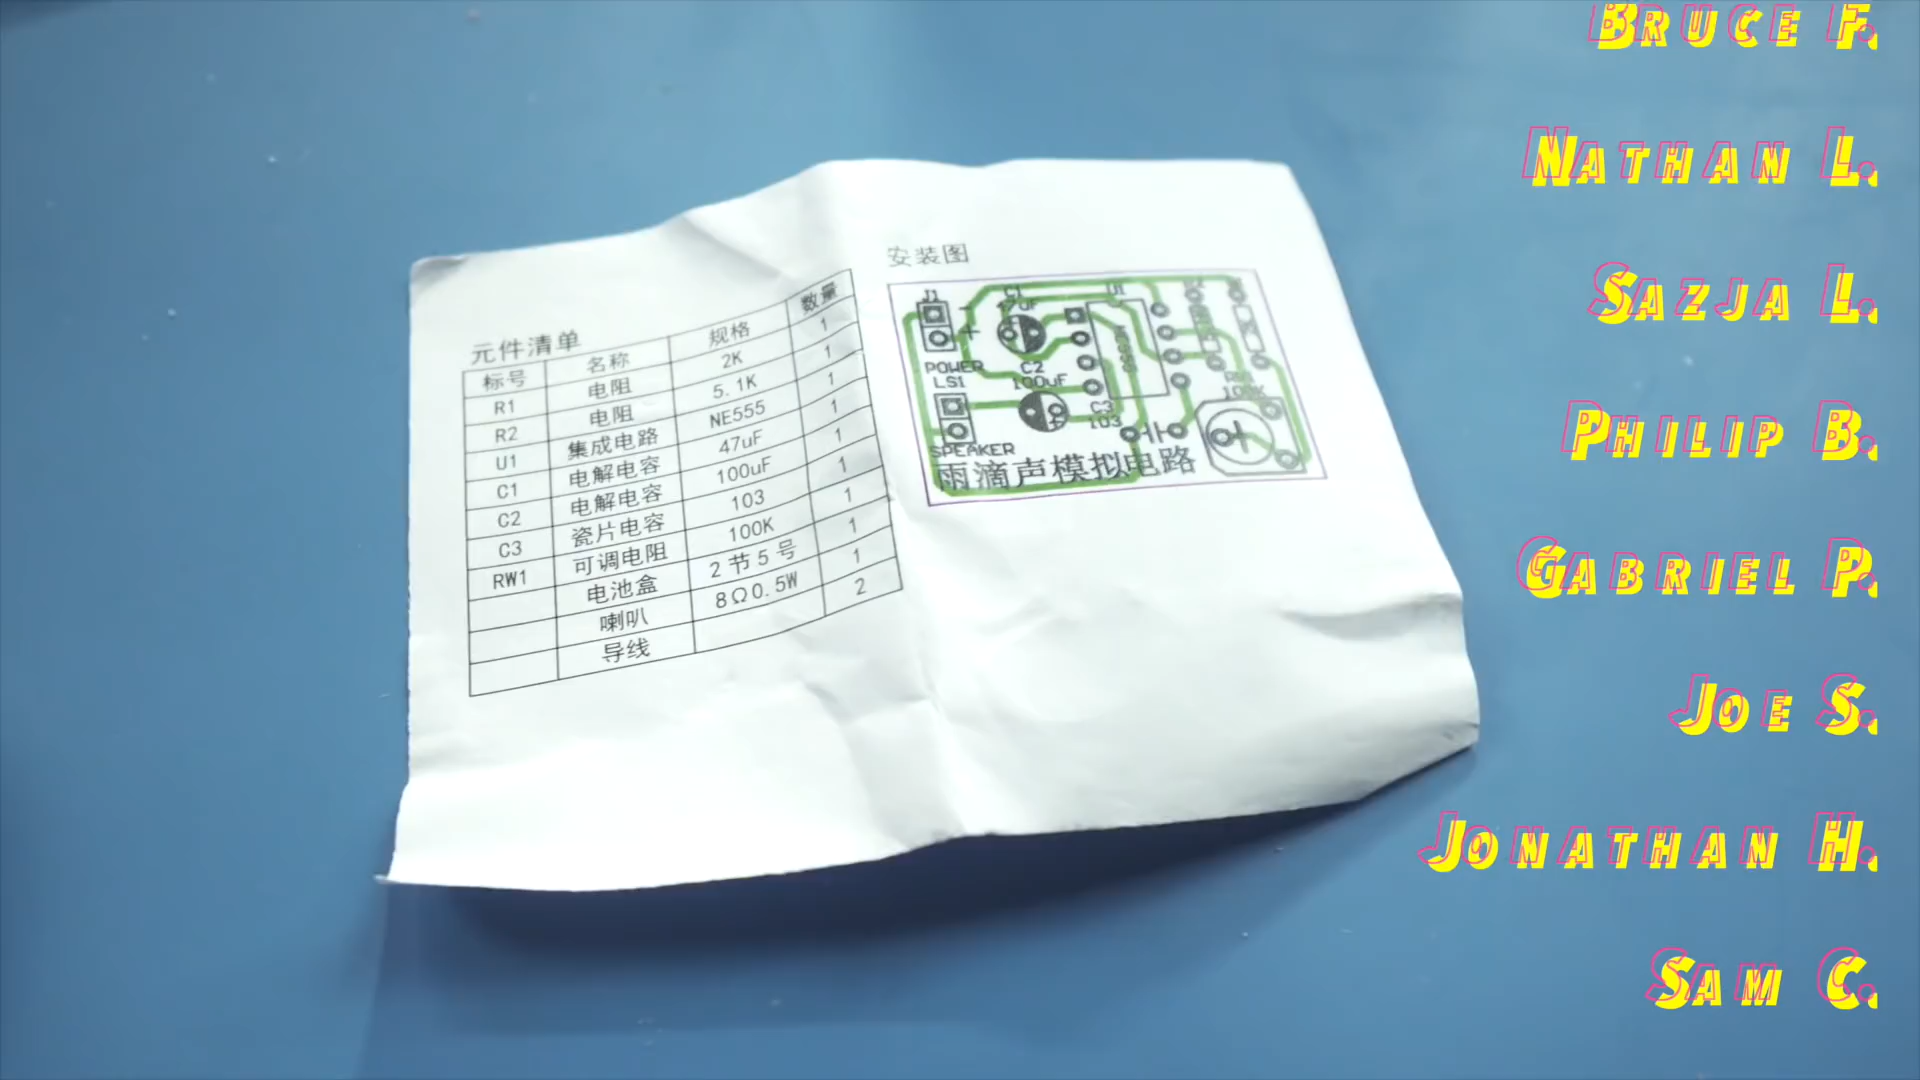 元件清单
标号 名称 规格 数量
R1 电阻 2K 1
R2 电阻 5.1K 1
U1 集成电路 NE555 1
C1 电解电容 47uF 1
C2 电解电容 100uF 1
C3 瓷片电容 103 1
RW1 可调电阻 100K 1
电池盒 2节5号 1
喇叭 8Ω0.5W 1
导线 2
安装图
J1
C1
47uF
U1
POWER
LS1
C2
100uF
C3
103
100K
SPEAKER
雨滴声模拟电路
BRUCE F.
NATHAN L.
SAZJA L.
PHILIP B.
GABRIEL P.
JOE S.
JONATHAN H.
SAM C.